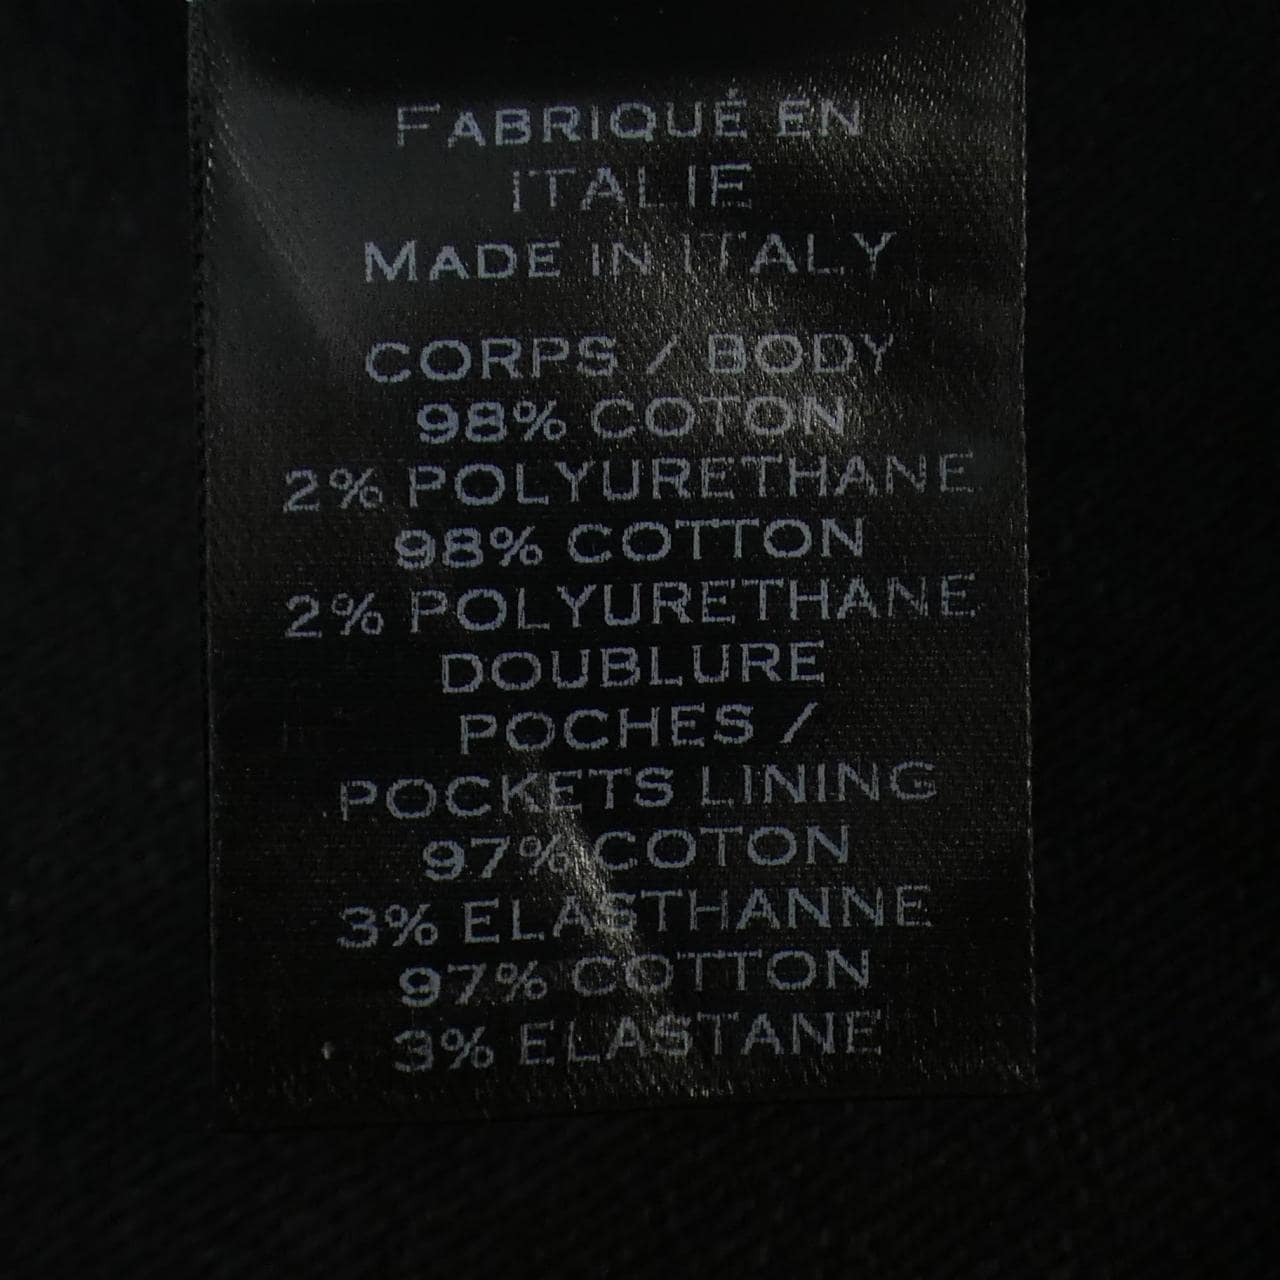 FABRIQUÉ EN
ITALIE
MADE IN ITALY
CORPS / BODY
98% COTON
2% POLYURETHANE
98% COTTON
2% POLYURETHANE
DOUBLURE
POCHES /
POCKETS LINING
97% COTON
3% ELASTHANNE
97% COTTON
3% ELASTANE